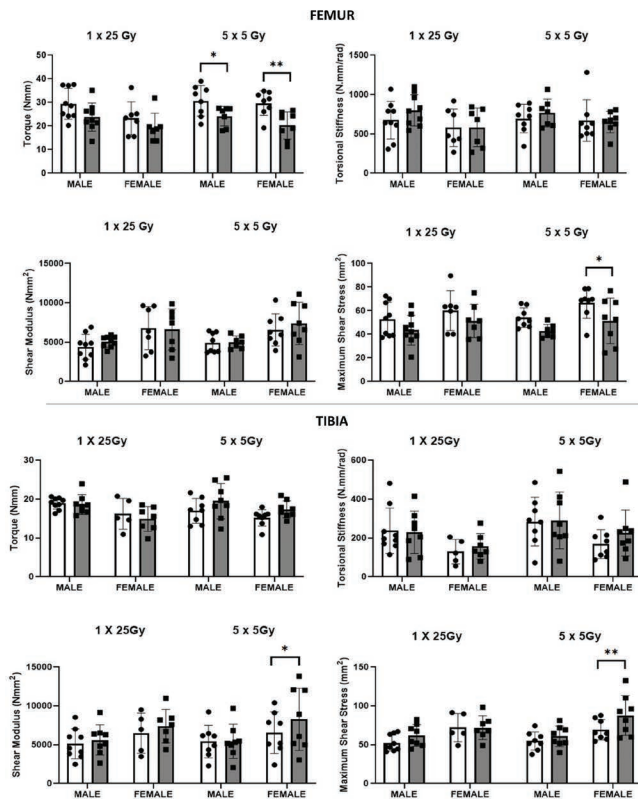 FEMUR
1 x 25 Gy 5 x 5 Gy
Torque (Nmm)
40
30
20
10
0
* **
MALE FEMALE MALE FEMALE
1 x 25 Gy 5 x 5 Gy
Torsional Stiffness (N.mm/rad)
1500
1000
500
0
MALE FEMALE MALE FEMALE
1 x 25 Gy 5 x 5 Gy
Shear Modulus (Nmm²)
15000
10000
5000
0
MALE FEMALE MALE FEMALE
1 x 25 Gy 5 x 5 Gy
Maximum Shear Stress (mm²)
100
80
60
40
20
0
*
MALE FEMALE MALE FEMALE
TIBIA
1 X 25Gy 5 x 5Gy
Torque (Nmm)
30
20
10
0
MALE FEMALE MALE FEMALE
1 X 25Gy 5 x 5Gy
Torsional Stiffness (N.mm/rad)
600
400
200
0
MALE FEMALE MALE FEMALE
1 X 25Gy 5 x 5Gy
Shear Modulus (Nmm²)
15000
10000
5000
0
*
MALE FEMALE MALE FEMALE
1 X 25Gy 5 x 5Gy
Maximum Shear Stress (mm²)
150
100
50
0
**
MALE FEMALE MALE FEMALE